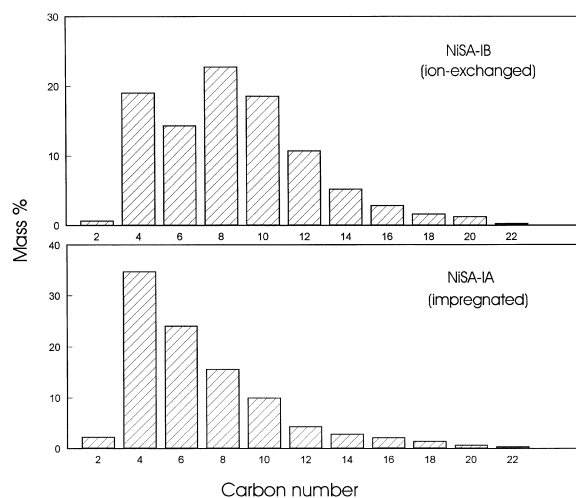 30
NiSA-IB
(ion-exchanged)
20
10
0
2 4 6 8 10 12 14 16 18 20 22
Mass %
40
NiSA-IA
(impregnated)
30
20
10
0
2 4 6 8 10 12 14 16 18 20 22
Carbon number